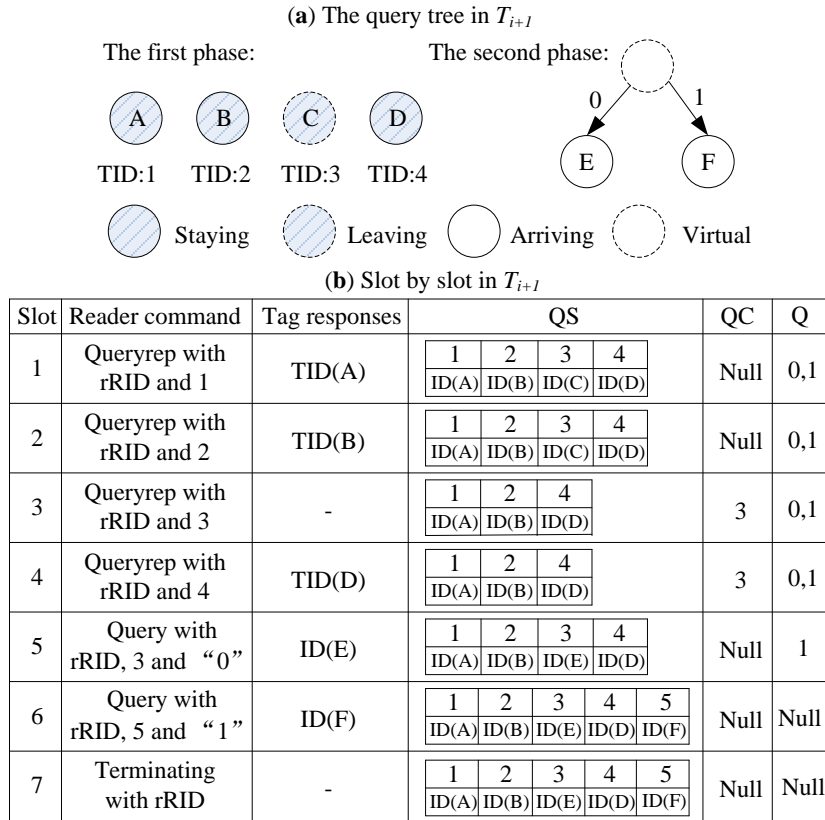 (a) The query tree in T_{i+1}
The first phase: The second phase:
0 1
A B C D E F
TID:1 TID:2 TID:3 TID:4
Staying Leaving Arriving Virtual
(b) Slot by slot in T_{i+1}
Slot Reader command Tag responses QS QC Q
1 Queryrep with rRID and 1 TID(A) 1 2 3 4 ID(A) ID(B) ID(C) ID(D) Null 0,1
2 Queryrep with rRID and 2 TID(B) 1 2 3 4 ID(A) ID(B) ID(C) ID(D) Null 0,1
3 Queryrep with rRID and 3 - 1 2 4 ID(A) ID(B) ID(D) 3 0,1
4 Queryrep with rRID and 4 TID(D) 1 2 4 ID(A) ID(B) ID(D) 3 0,1
5 Query with rRID, 3 and “0” ID(E) 1 2 3 4 ID(A) ID(B) ID(E) ID(D) Null 1
6 Query with rRID, 5 and “1” ID(F) 1 2 3 4 5 ID(A) ID(B) ID(E) ID(D) ID(F) Null Null
7 Terminating with rRID - 1 2 3 4 5 ID(A) ID(B) ID(E) ID(D) ID(F) Null Null